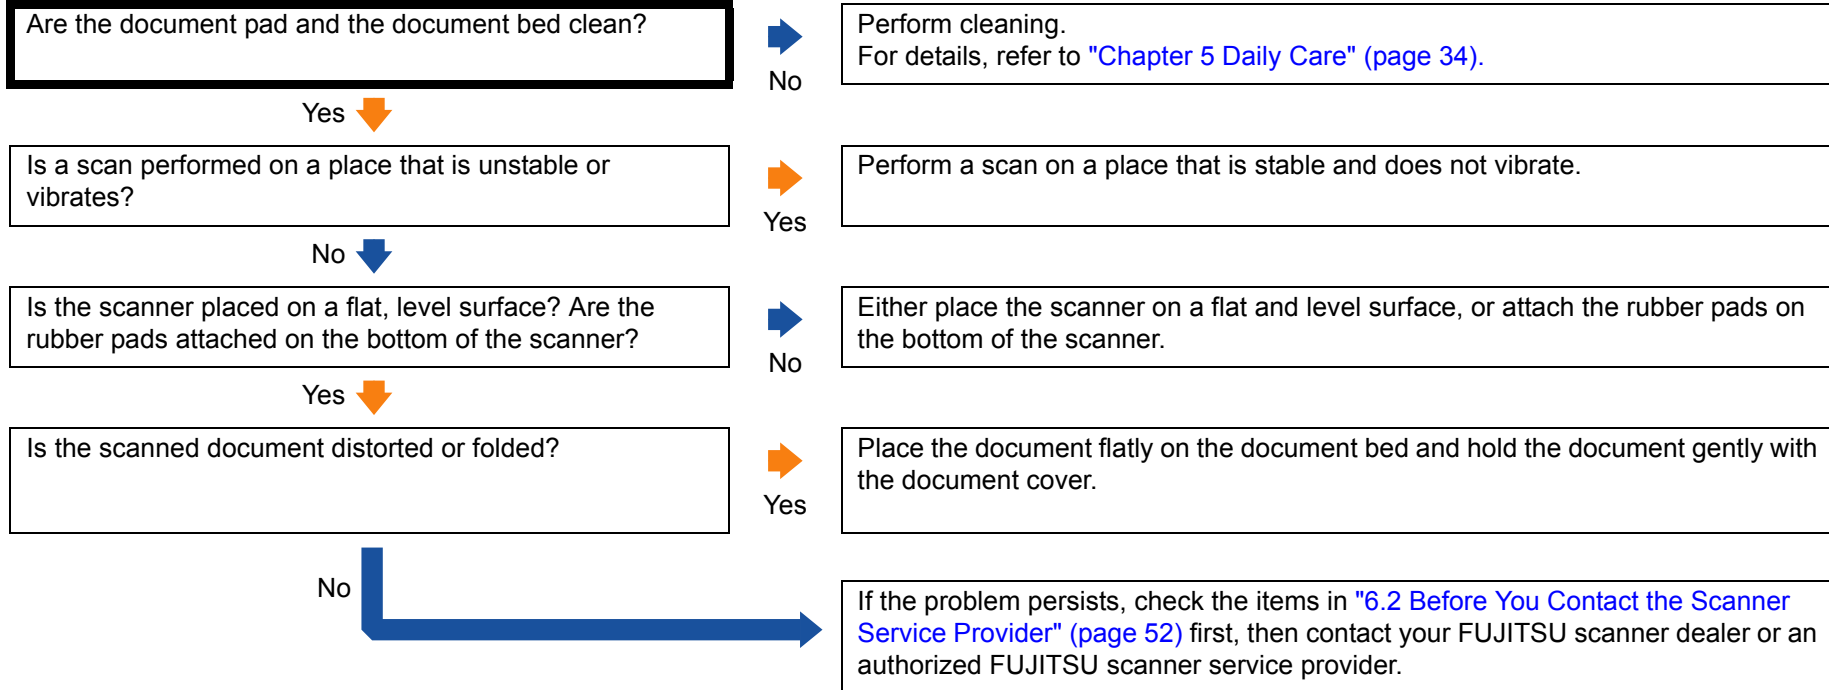 Are the document pad and the document bed clean?
No
Perform cleaning.
For details, refer to "Chapter 5 Daily Care" (page 34).
Yes
Is a scan performed on a place that is unstable or
vibrates?
Yes
Perform a scan on a place that is stable and does not vibrate.
No
Is the scanner placed on a flat, level surface? Are the
rubber pads attached on the bottom of the scanner?
No
Either place the scanner on a flat and level surface, or attach the rubber pads on
the bottom of the scanner.
Yes
Is the scanned document distorted or folded?
Yes
Place the document flatly on the document bed and hold the document gently with
the document cover.
No
If the problem persists, check the items in "6.2 Before You Contact the Scanner
Service Provider" (page 52) first, then contact your FUJITSU scanner dealer or an
authorized FUJITSU scanner service provider.